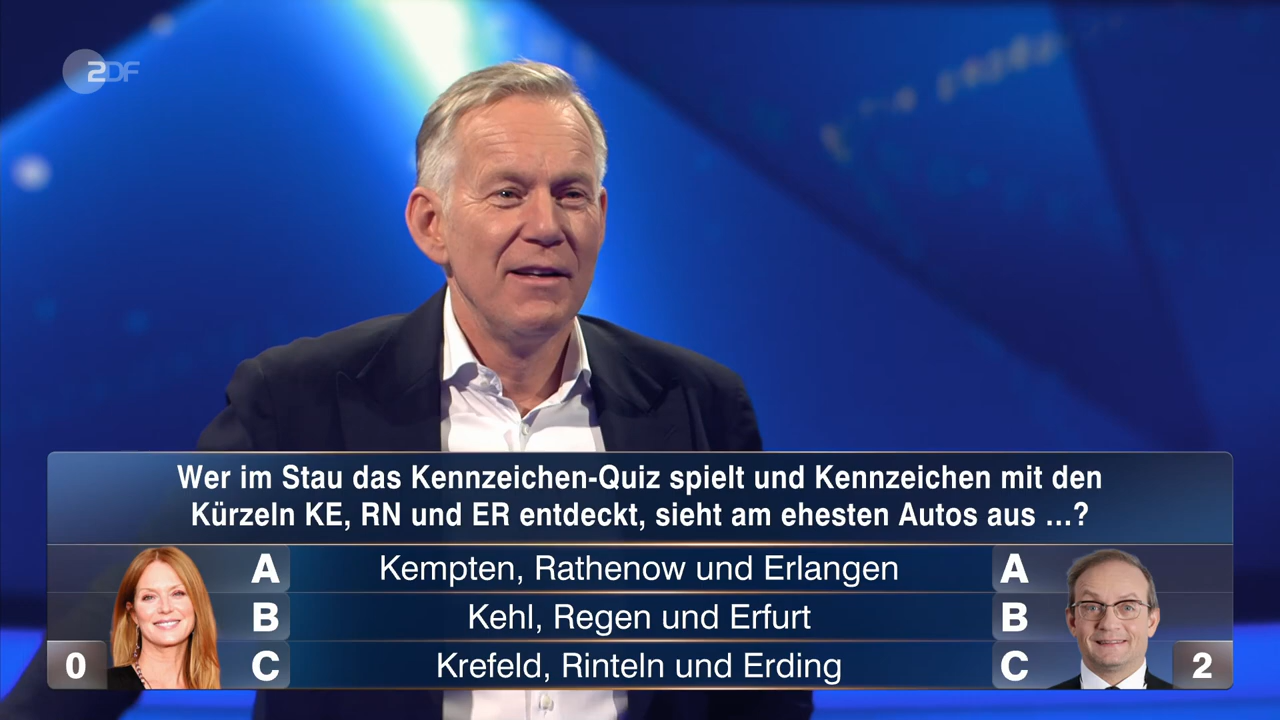 ZDF
Wer im Stau das Kennzeichen-Quiz spielt und Kennzeichen mit den
Kürzeln KE, RN und ER entdeckt, sieht am ehesten Autos aus ...?
A Kempten, Rathenow und Erlangen A
B Kehl, Regen und Erfurt B
0 C Krefeld, Rinteln und Erding C 2